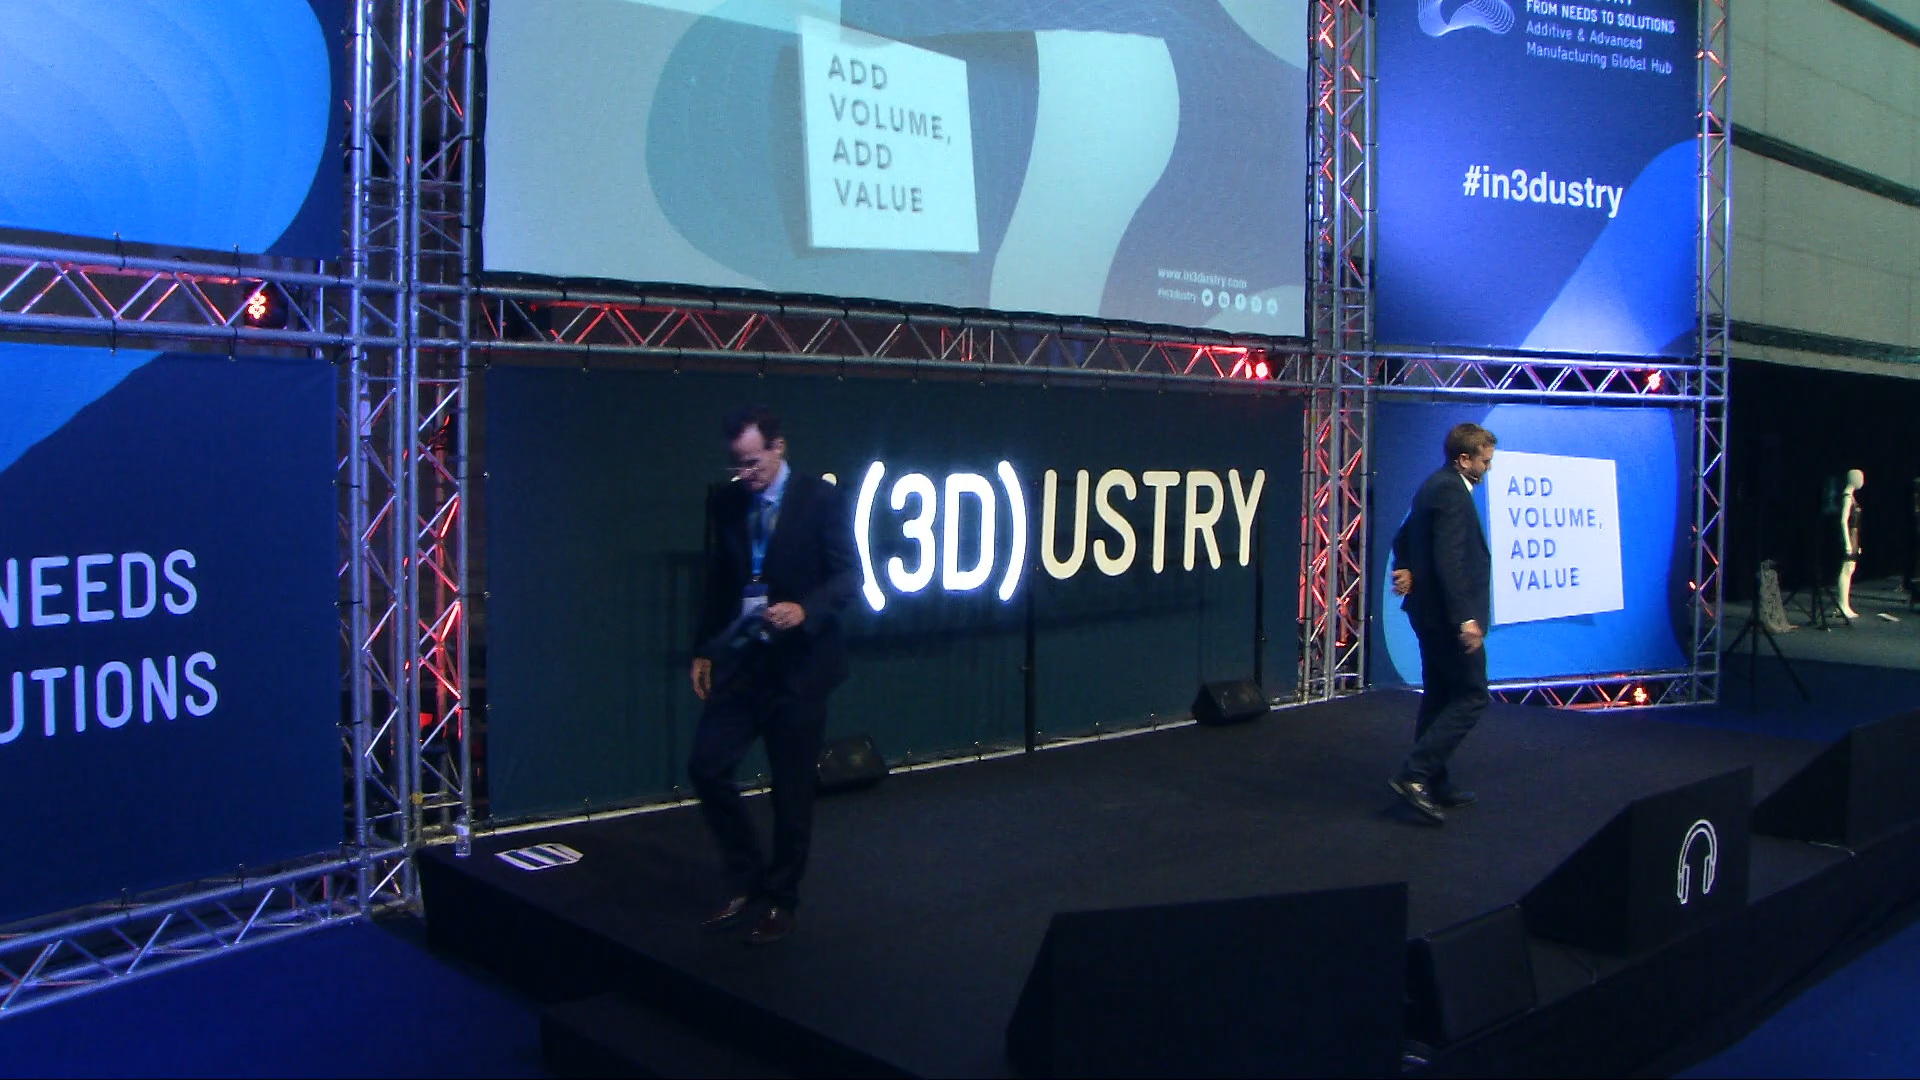 ADD
VOLUME,
ADD
VALUE
www.in3dustry.com
#in3dustry
FROM NEEDS TO SOLUTIONS
Additive & Advanced
Manufacturing Global Hub
#in3dustry
(3D)USTRY
ADD
VOLUME,
ADD
VALUE
NEEDS
UTIONS